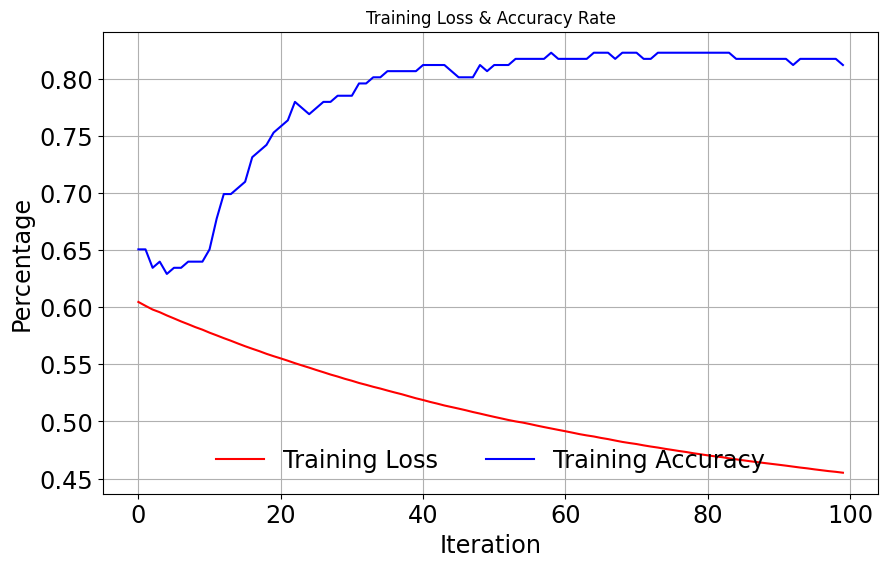 Training Loss & Accuracy Rate
0.80
0.75
0.70
0.65
0.60
0.55
0.50
0.45
Percentage
Training Loss Training Accuracy
0 20 40 60 80 100
Iteration